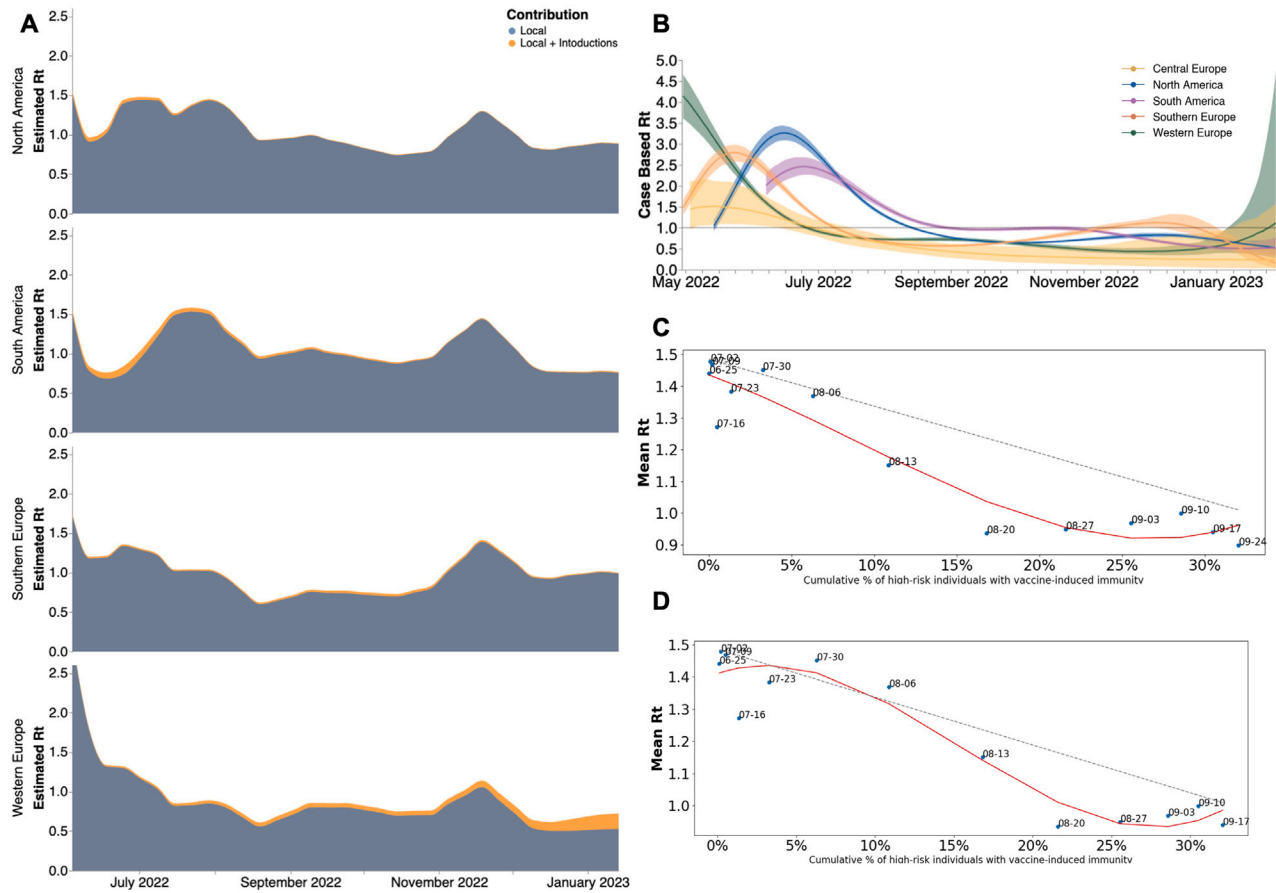 A
Contribution
Local
Local + Intoductions
North America
Estimated Rt
2.5
2.0
1.5
1.0
0.5
0.0
South America
Estimated Rt
2.5
2.0
1.5
1.0
0.5
0.0
Southern Europe
Estimated Rt
2.5
2.0
1.5
1.0
0.5
0.0
Western Europe
Estimated Rt
2.5
2.0
1.5
1.0
0.5
0.0
July 2022 September 2022 November 2022 January 2023
B
Case Based Rt
5.0
4.5
4.0
3.5
3.0
2.5
2.0
1.5
1.0
0.5
0.0
Central Europe
North America
South America
Southern Europe
Western Europe
May 2022 July 2022 September 2022 November 2022 January 2023
C
Mean Rt
1.5
1.4
1.3
1.2
1.1
1.0
0.9
07-02
07-09
06-25
07-16
07-23
07-30
08-06
08-13
08-20
08-27
09-03
09-10
09-17
09-24
0% 5% 10% 15% 20% 25% 30%
Cumulative % of high-risk individuals with vaccine-induced immunity
D
Mean Rt
1.5
1.4
1.3
1.2
1.1
1.0
07-02
07-09
06-25
07-16
07-23
07-30
08-06
08-13
08-20
08-27
09-03
09-10
09-17
0% 5% 10% 15% 20% 25% 30%
Cumulative % of high-risk individuals with vaccine-induced immunity